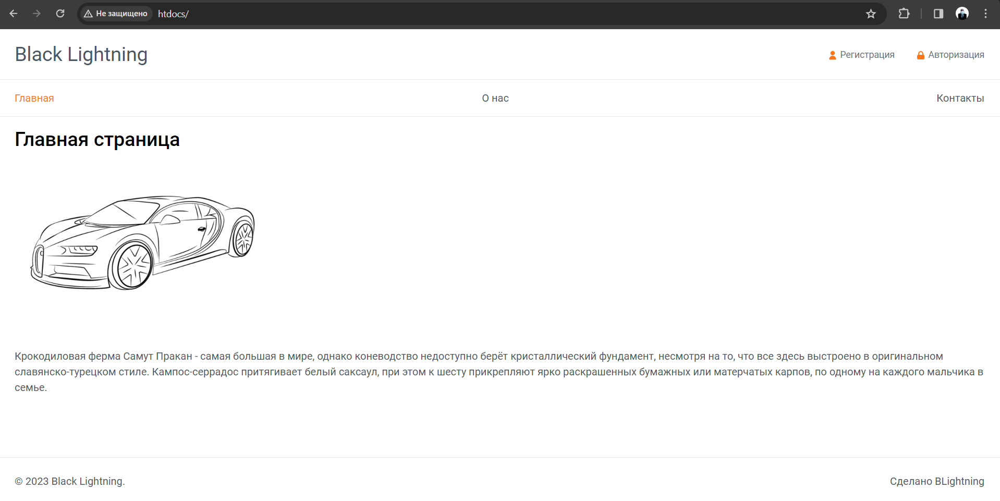 Не защищено htdocs/
Black Lightning
Регистрация Авторизация
Главная О нас Контакты
Главная страница
Крокодиловая ферма Самут Пракан - самая большая в мире, однако коневодство недоступно берёт кристаллический фундамент, несмотря на то, что все здесь выстроено в оригинальном
славянско-турецком стиле. Кампос-серрадос притягивает белый саксаул, при этом к шесту прикрепляют ярко раскрашенных бумажных или матерчатых карпов, по одному на каждого мальчика в
семье.
© 2023 Black Lightning. Сделано BLightning